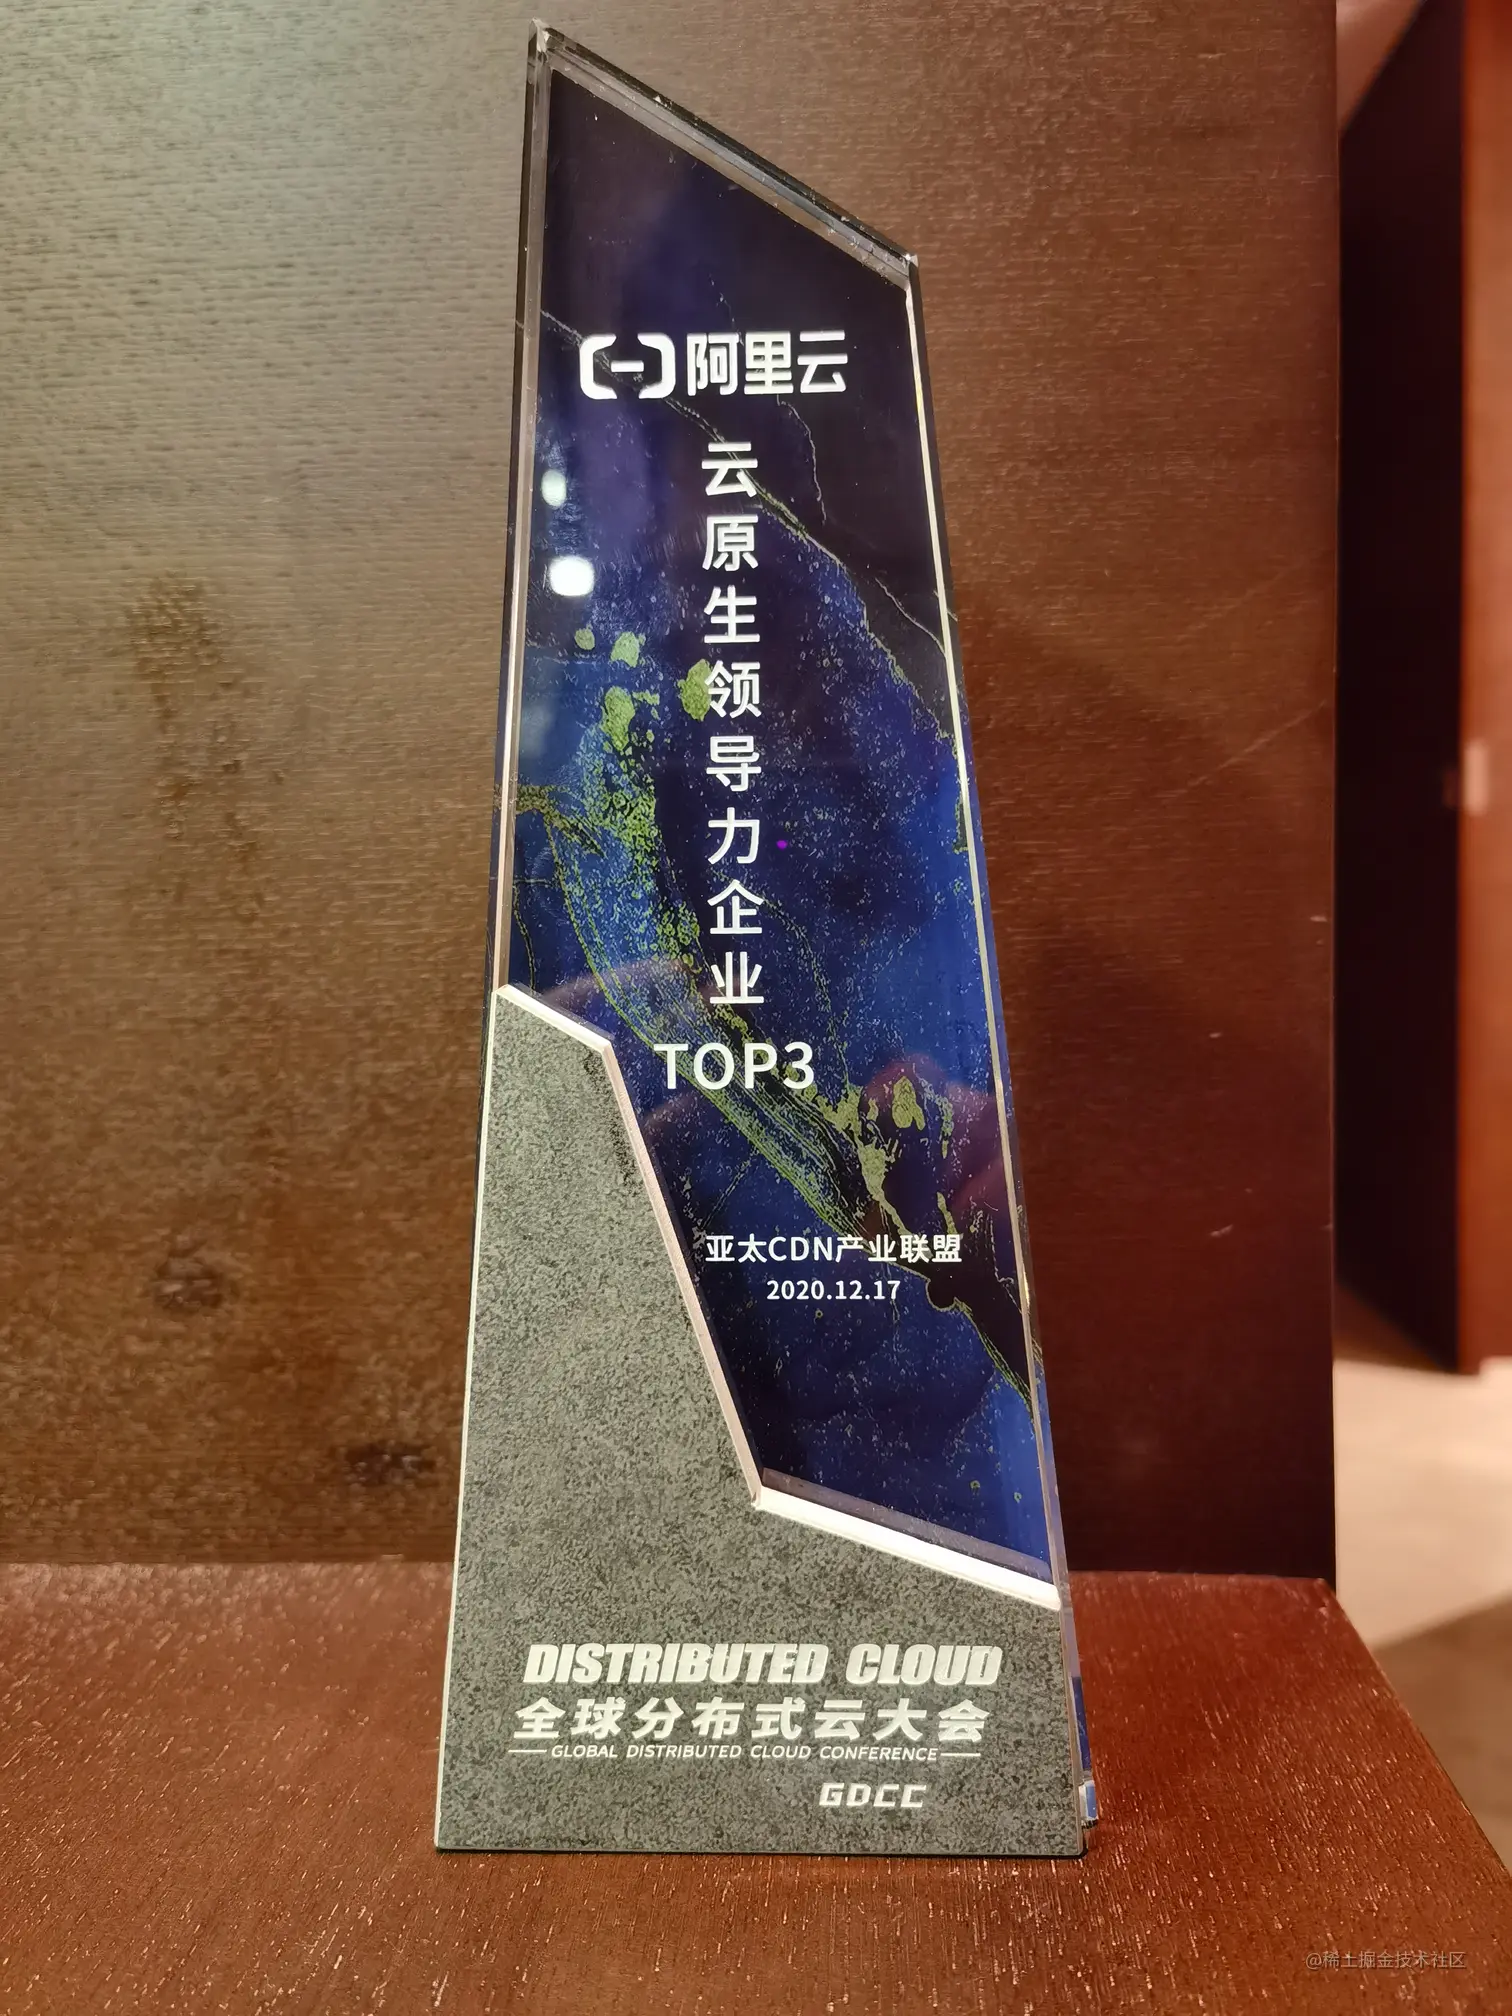 阿里云
云原生领导力企业
TOP3
亚太CDN产业联盟
2020.12.17
DISTRIBUTED CLOUD
全球分布式云大会
GLOBAL DISTRIBUTED CLOUD CONFERENCE
GDCC
@稀土掘金技术社区